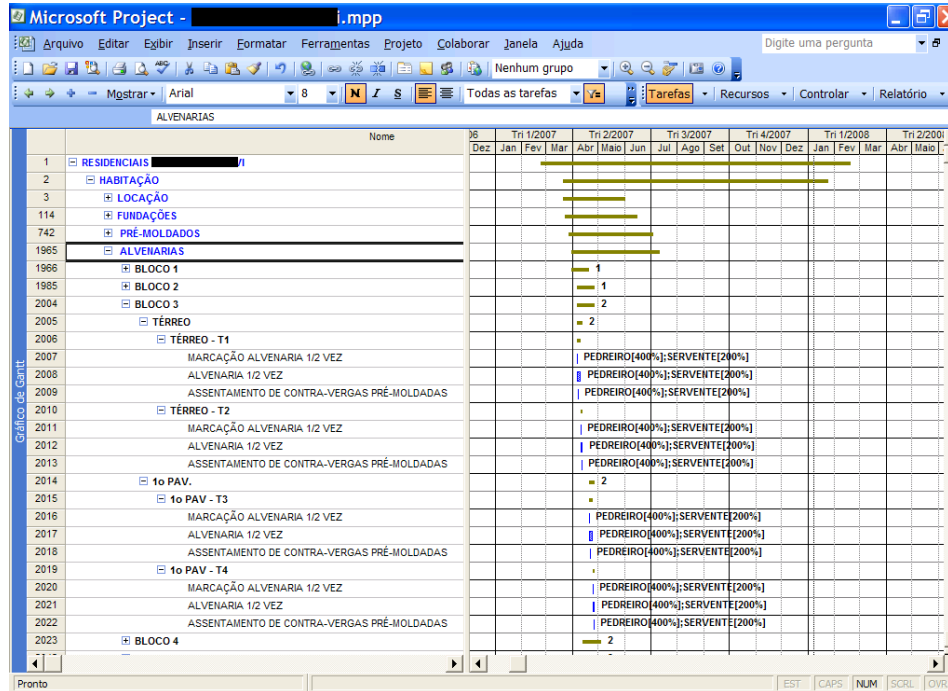 Microsoft Project - i.mpp
Arquivo Editar Exibir Inserir Formatar Ferramentas Projeto Colaborar Janela Ajuda Digite uma pergunta
Nenhum grupo
Mostrar Arial 8 N I S Todas as tarefas Tarefas Recursos Controlar Relatório
ALVENARIAS
Nome 06 Tri 1/2007 Tri 2/2007 Tri 3/2007 Tri 4/2007 Tri 1/2008 Tri 2/2008
Dez Jan Fev Mar Abr Maio Jun Jul Ago Set Out Nov Dez Jan Fev Mar Abr Maio
1 RESIDENCIAIS /I
2 HABITAÇÃO
3 LOCAÇÃO
114 FUNDAÇÕES
742 PRÉ-MOLDADOS
1965 ALVENARIAS
1966 BLOCO 1 1
1985 BLOCO 2 1
2004 BLOCO 3 2
2005 TÉRREO 2
2006 TÉRREO - T1
2007 MARCAÇÃO ALVENARIA 1/2 VEZ PEDREIRO[400%];SERVENTE[200%]
2008 ALVENARIA 1/2 VEZ PEDREIRO[400%];SERVENTE[200%]
2009 ASSENTAMENTO DE CONTRA-VERGAS PRÉ-MOLDADAS PEDREIRO[400%];SERVENTE[200%]
2010 TÉRREO - T2
2011 MARCAÇÃO ALVENARIA 1/2 VEZ PEDREIRO[400%];SERVENTE[200%]
2012 ALVENARIA 1/2 VEZ PEDREIRO[400%];SERVENTE[200%]
2013 ASSENTAMENTO DE CONTRA-VERGAS PRÉ-MOLDADAS PEDREIRO[400%];SERVENTE[200%]
2014 1o PAV. 2
2015 1o PAV - T3
2016 MARCAÇÃO ALVENARIA 1/2 VEZ PEDREIRO[400%];SERVENTE[200%]
2017 ALVENARIA 1/2 VEZ PEDREIRO[400%];SERVENTE[200%]
2018 ASSENTAMENTO DE CONTRA-VERGAS PRÉ-MOLDADAS PEDREIRO[400%];SERVENTE[200%]
2019 1o PAV - T4
2020 MARCAÇÃO ALVENARIA 1/2 VEZ PEDREIRO[400%];SERVENTE[200%]
2021 ALVENARIA 1/2 VEZ PEDREIRO[400%];SERVENTE[200%]
2022 ASSENTAMENTO DE CONTRA-VERGAS PRÉ-MOLDADAS PEDREIRO[400%];SERVENTE[200%]
2023 BLOCO 4 2
Gráfico de Gantt
Pronto EST CAPS NUM SCRL OVR